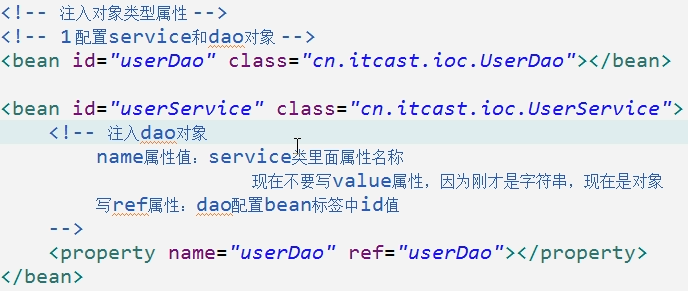 <!-- 注入对象类型属性 -->
<!-- 1 配置service和dao对象 -->
<bean id="userDao" class="cn.itcast.ioc.UserDao"></bean>
<bean id="userService" class="cn.itcast.ioc.UserService">
<!-- 注入dao对象
name属性值：service类里面属性名称
现在不要写value属性，因为刚才是字符串，现在是对象
写ref属性：dao配置bean标签中id值
-->
<property name="userDao" ref="userDao"></property>
</bean>